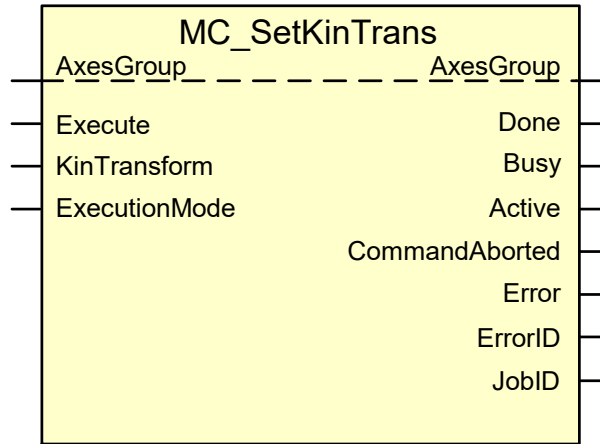 MC_SetKinTrans
AxesGroup AxesGroup
Execute Done
KinTransform Busy
ExecutionMode Active
CommandAborted
Error
ErrorID
JobID